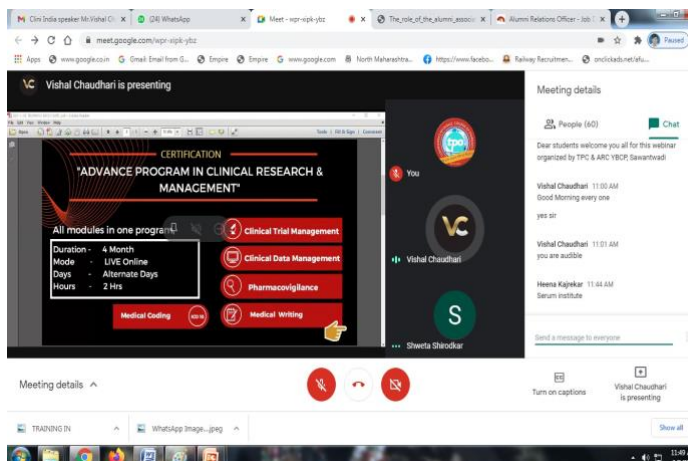 Clini India speaker Mr.Vishal Ch
(24) WhatsApp
Meet - wpr-xipk-ybz
The_role_of_the_alumni_associa
Alumni Relations Officer - Job D
meet.google.com/wpr-xipk-ybz
Paused
Apps
www.google.co.in
Gmail: Email from G...
Empire
Empire
www.google.com
North Maharashtra...
https://www.facebo...
Railway Recruitmen...
onclickads.net/afu...
Vishal Chaudhari is presenting
Tools
Fill & Sign
Comment
CERTIFICATION
"ADVANCE PROGRAM IN CLINICAL RESEARCH &
MANAGEMENT"
All modules in one program
Duration - 4 Month
Mode - LIVE Online
Days - Alternate Days
Hours - 2 Hrs
Clinical Trial Management
Clinical Data Management
Pharmacovigilance
Medical Coding
Medical Writing
tpo
You
VC
Vishal Chaudhari
S
Shweta Shirodkar
Meeting details
People (60)
Chat
Dear students welcome you all for this webinar
organized by TPC & ARC YBCP, Sawantwadi
Vishal Chaudhari 11:00 AM
Good Morning every one
yes sir
Vishal Chaudhari 11:01 AM
you are audible
Heena Kajrekar 11:44 AM
Serum institute
Send a message to everyone
Meeting details
Turn on captions
Vishal Chaudhari
is presenting
TRAINING IN
WhatsApp Image...jpeg
Show all